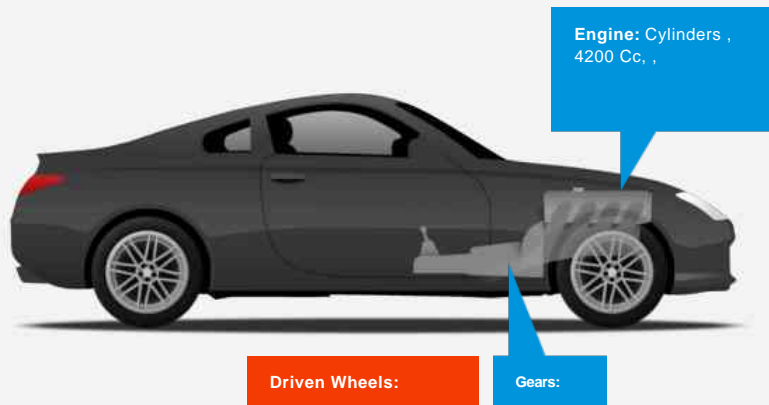 Engine: Cylinders ,
4200 Cc, ,
Driven Wheels:
Gears: